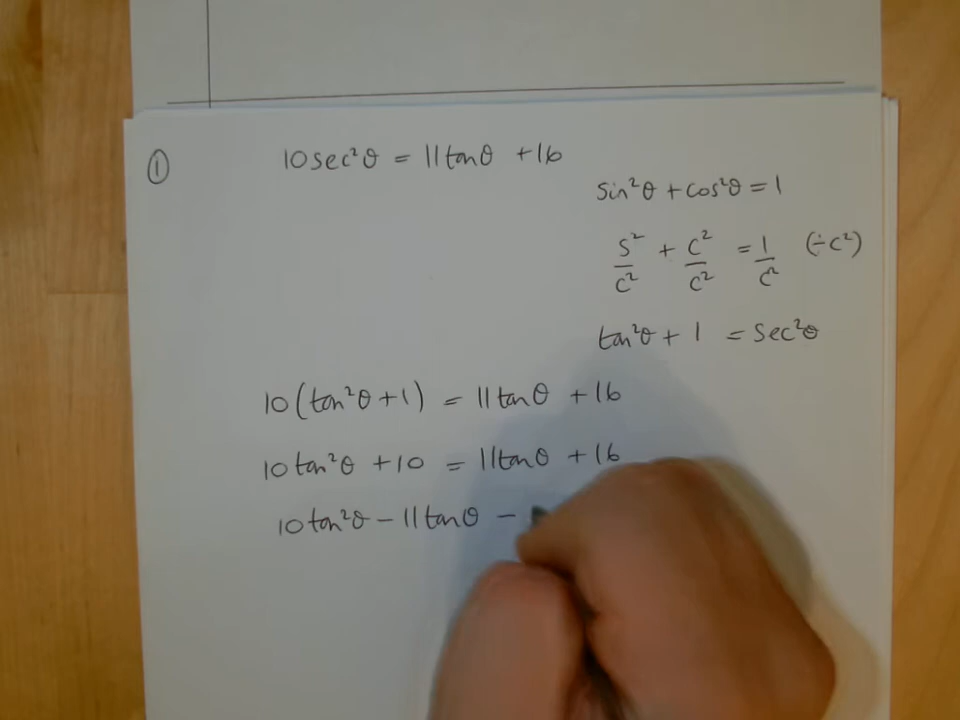 ① 10sec²θ = 11tanθ + 16
sin²θ + cos²θ = 1
s²/c² + c²/c² = 1/c² (÷c²)
tan²θ + 1 = sec²θ
10(tan²θ + 1) = 11tanθ + 16
10tan²θ + 10 = 11tanθ + 16
10tan²θ - 11tanθ -